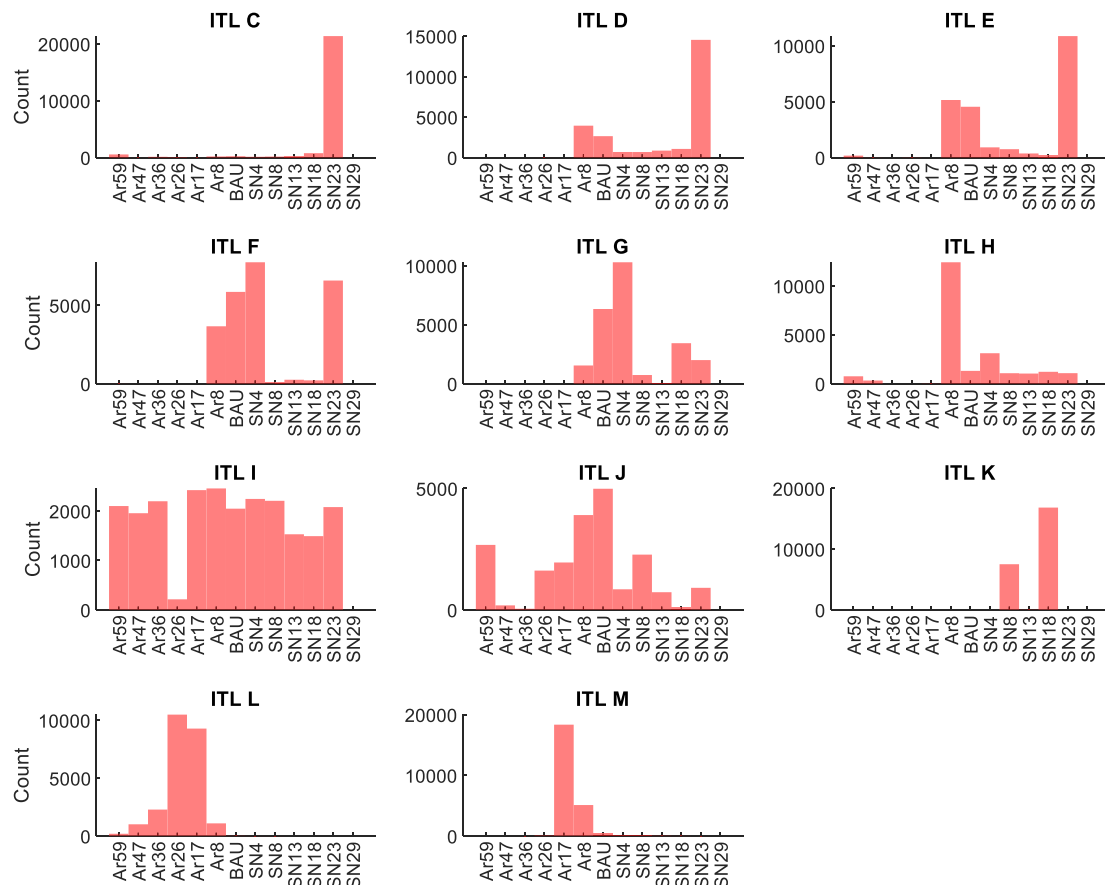 ITL C
ITL D
ITL E
Count
20000
10000
0
15000
10000
5000
0
10000
5000
0
Ar59 Ar47 Ar36 Ar26 Ar17 Ar8 BAU SN4 SN8 SN13 SN18 SN23 SN29
Ar59 Ar47 Ar36 Ar26 Ar17 Ar8 BAU SN4 SN8 SN13 SN18 SN23 SN29
Ar59 Ar47 Ar36 Ar26 Ar17 Ar8 BAU SN4 SN8 SN13 SN18 SN23 SN29
ITL F
ITL G
ITL H
Count
5000
0
10000
5000
0
10000
5000
0
Ar59 Ar47 Ar36 Ar26 Ar17 Ar8 BAU SN4 SN8 SN13 SN18 SN23 SN29
Ar59 Ar47 Ar36 Ar26 Ar17 Ar8 BAU SN4 SN8 SN13 SN18 SN23 SN29
Ar59 Ar47 Ar36 Ar26 Ar17 Ar8 BAU SN4 SN8 SN13 SN18 SN23 SN29
ITL I
ITL J
ITL K
Count
2000
1000
0
5000
0
20000
10000
0
Ar59 Ar47 Ar36 Ar26 Ar17 Ar8 BAU SN4 SN8 SN13 SN18 SN23 SN29
Ar59 Ar47 Ar36 Ar26 Ar17 Ar8 BAU SN4 SN8 SN13 SN18 SN23 SN29
Ar59 Ar47 Ar36 Ar26 Ar17 Ar8 BAU SN4 SN8 SN13 SN18 SN23 SN29
ITL L
ITL M
Count
10000
5000
0
20000
10000
0
Ar59 Ar47 Ar36 Ar26 Ar17 Ar8 BAU SN4 SN8 SN13 SN18 SN23 SN29
Ar59 Ar47 Ar36 Ar26 Ar17 Ar8 BAU SN4 SN8 SN13 SN18 SN23 SN29